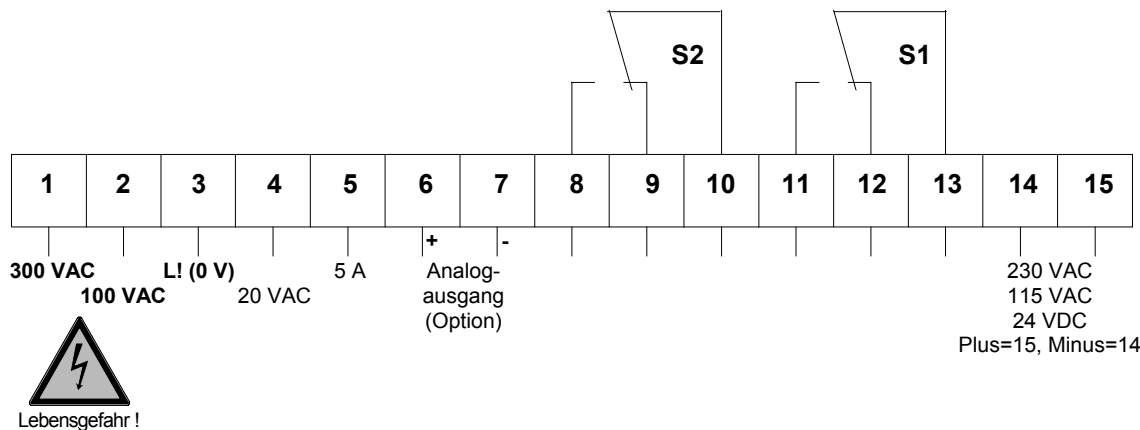 S2 S1
1 2 3 4 5 6 7 8 9 10 11 12 13 14 15
+ -
300 VAC L! (0 V) 5 A Analog- 230 VAC
100 VAC 20 VAC ausgang 115 VAC
(Option) 24 VDC
Plus=15, Minus=14
Lebensgefahr !